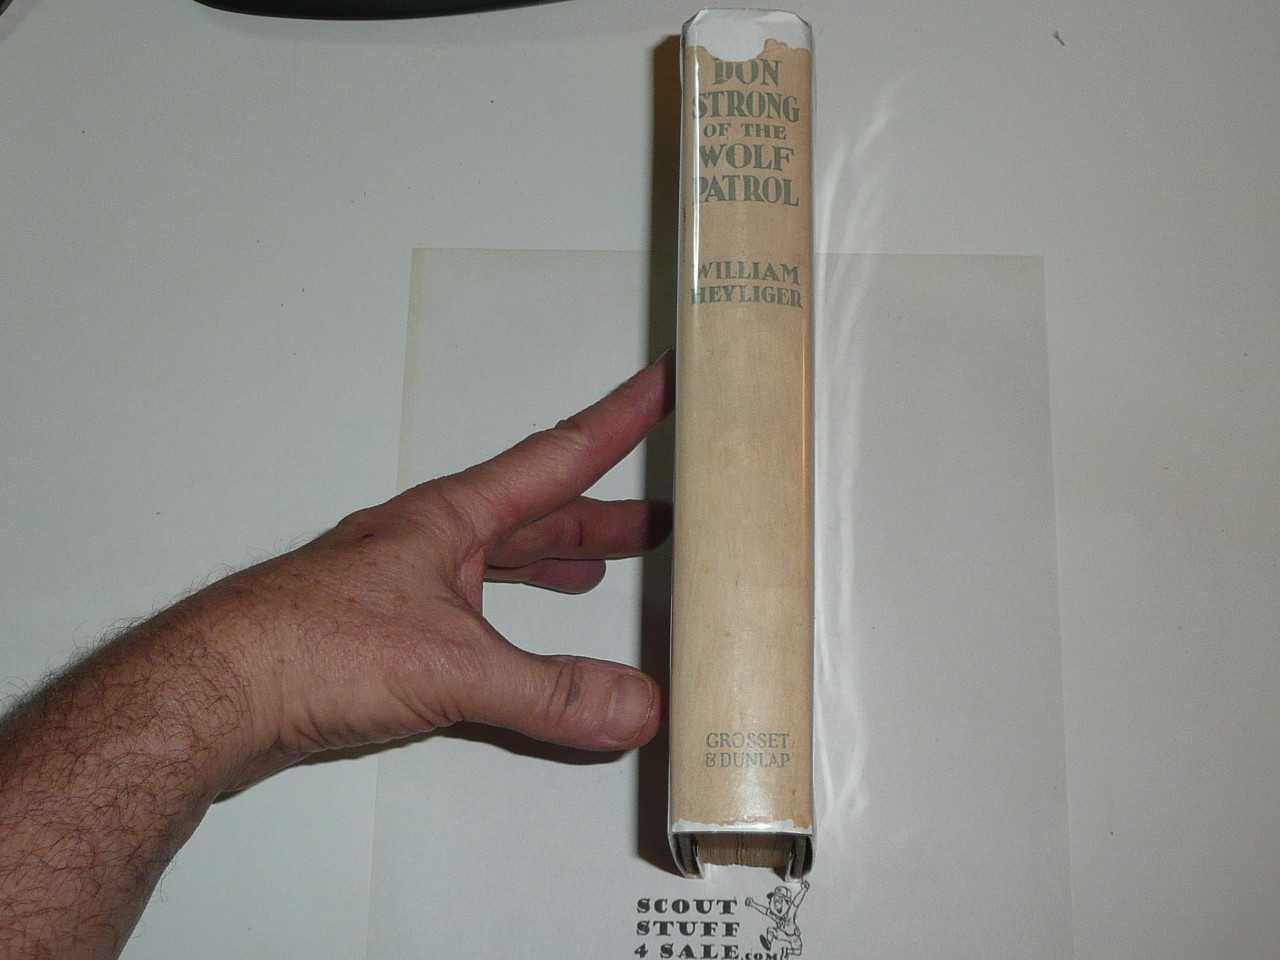 DON
STRONG
OF THE
WOLF
PATROL
WILLIAM
HEYLIGER
GROSSET
& DUNLAP
SCOUT
STUFF
4 SALE.COM